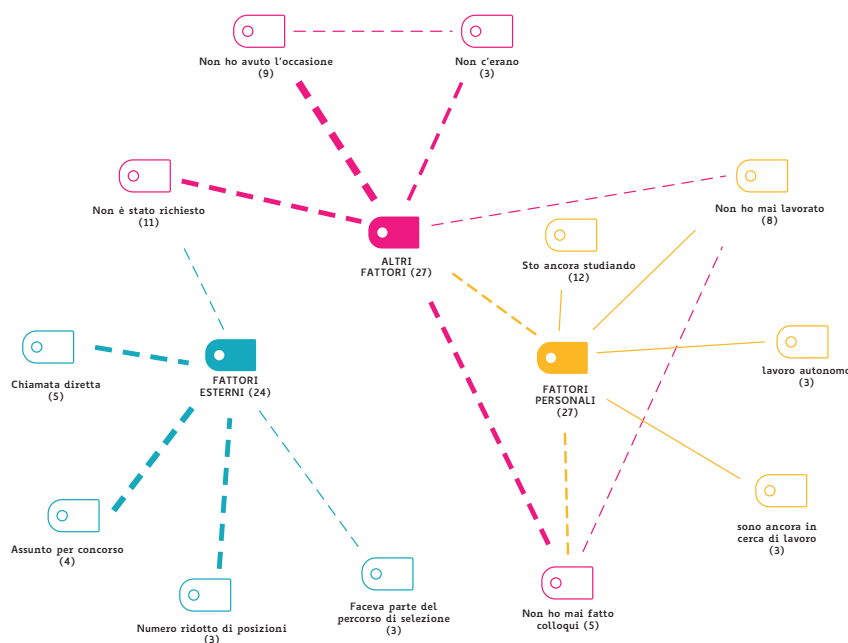 Non ho avuto l'occasione
(9)
Non c'erano
(3)
Non è stato richiesto
(11)
Non ho mai lavorato
(8)
ALTRI
FATTORI (27)
Sto ancora studiando
(12)
Chiamata diretta
(5)
FATTORI
ESTERNI (24)
FATTORI
PERSONALI
(27)
lavoro autonomo
(3)
Assunto per concorso
(4)
sono ancora in
cerca di lavoro
(3)
Numero ridotto di posizioni
(3)
Faceva parte del
percorso di selezione
(3)
Non ho mai fatto
colloqui (5)